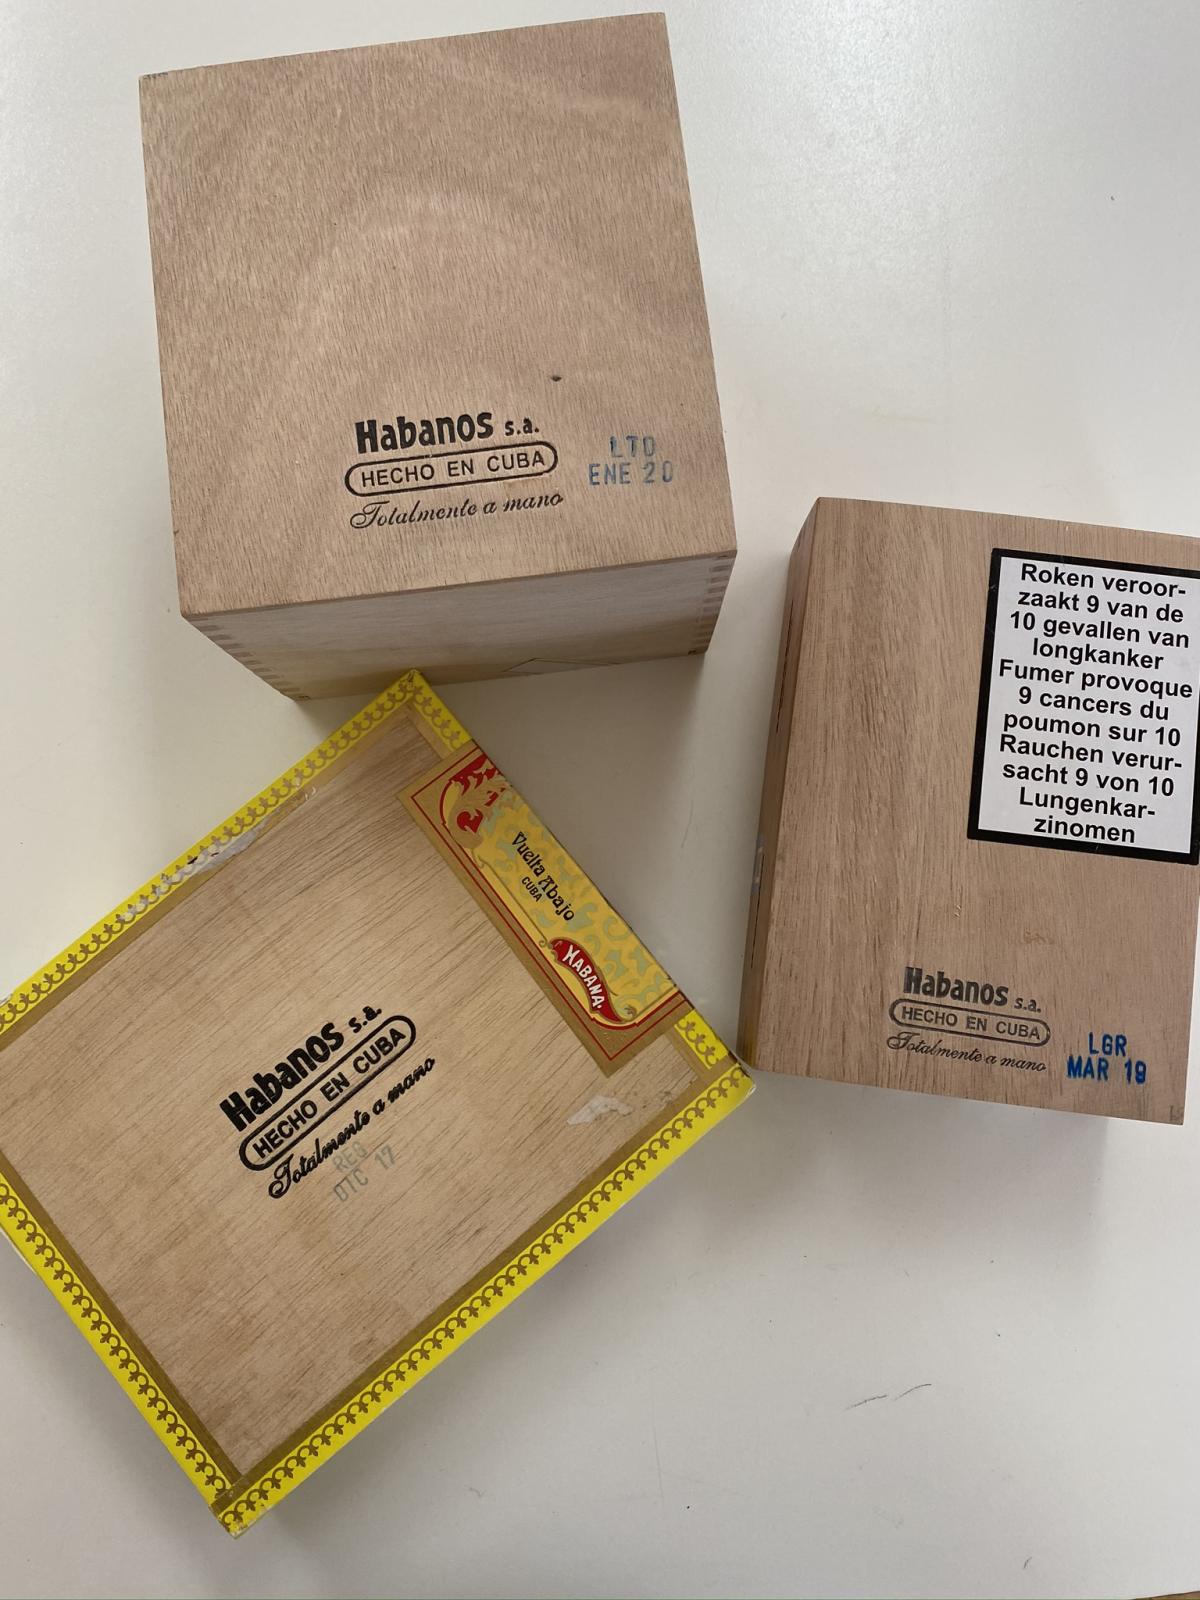 Habanos s.a.
HECHO EN CUBA
Totalmente a mano
LTO
ENE 20
Roken veroor-
zaakt 9 van de
10 gevallen van
longkanker
Fumer provoque
9 cancers du
poumon sur 10
Rauchen verur-
sacht 9 von 10
Lungenkar-
zinomen
Habanos s.a.
HECHO EN CUBA
Totalmente a mano
LGR
MAR 19
Vuelta Abajo
CUBA
HABANA.
Habanos s.a.
HECHO EN CUBA
Totalmente a mano
REG
DTC 17